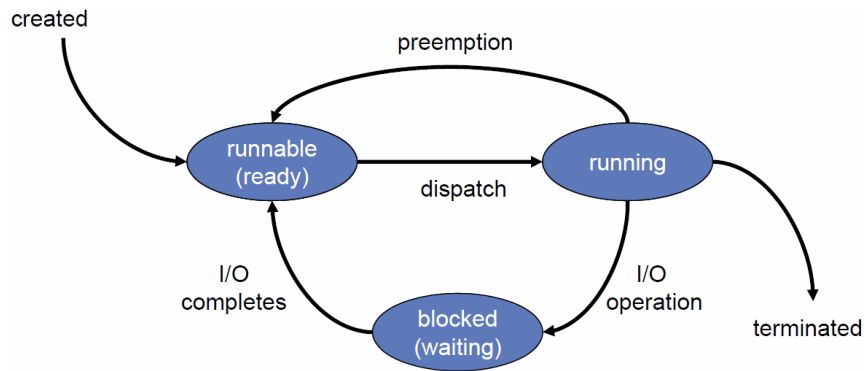 created
preemption
runnable
(ready)
running
dispatch
I/O
completes
I/O
operation
blocked
(waiting)
terminated